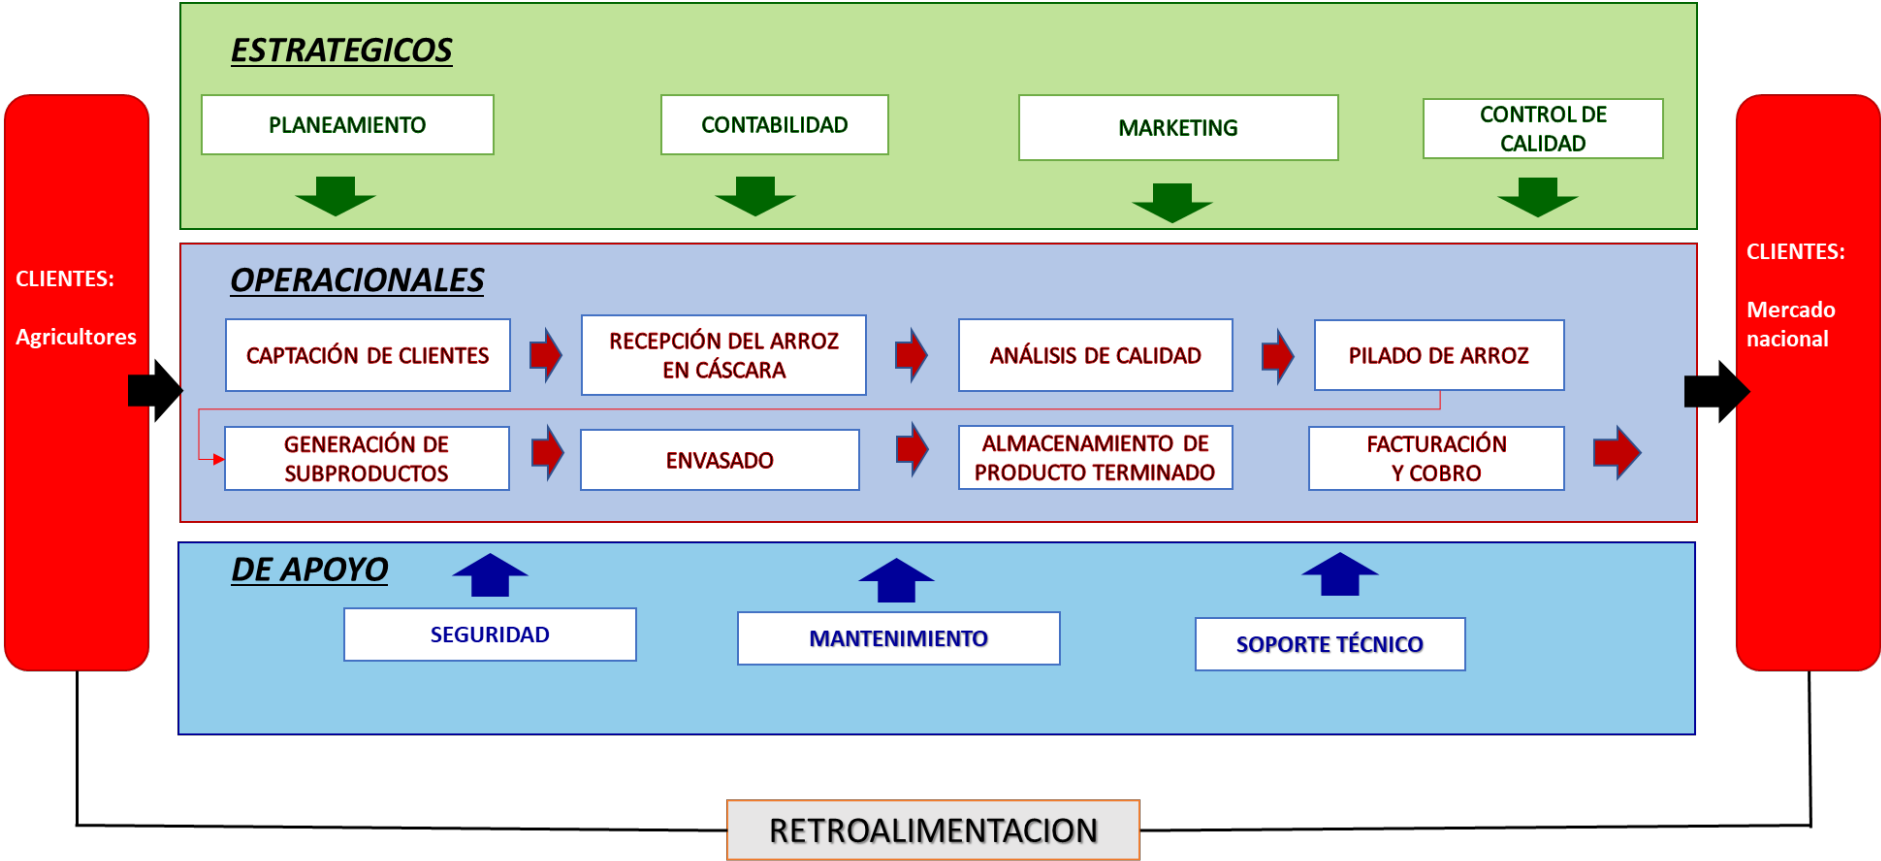 ESTRATEGICOS
PLANEAMIENTO
CONTABILIDAD
MARKETING
CONTROL DE
CALIDAD
CLIENTES:
Agricultores
OPERACIONALES
CAPTACIÓN DE CLIENTES
RECEPCIÓN DEL ARROZ
EN CÁSCARA
ANÁLISIS DE CALIDAD
PILADO DE ARROZ
GENERACIÓN DE
SUBPRODUCTOS
ENVASADO
ALMACENAMIENTO DE
PRODUCTO TERMINADO
FACTURACIÓN
Y COBRO
CLIENTES:
Mercado
nacional
DE APOYO
SEGURIDAD
MANTENIMIENTO
SOPORTE TÉCNICO
RETROALIMENTACION